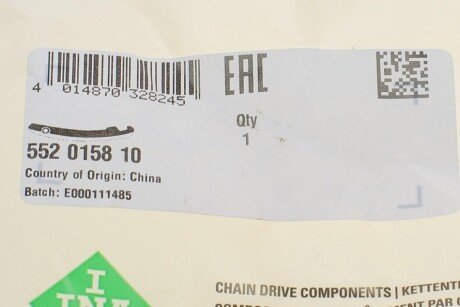 EAC
4 014870 328245
Qty
1
552 0158 10
Country of Origin: China
Batch: E000111485
I
INA
CHAIN DRIVE COMPONENTS | KETTENT